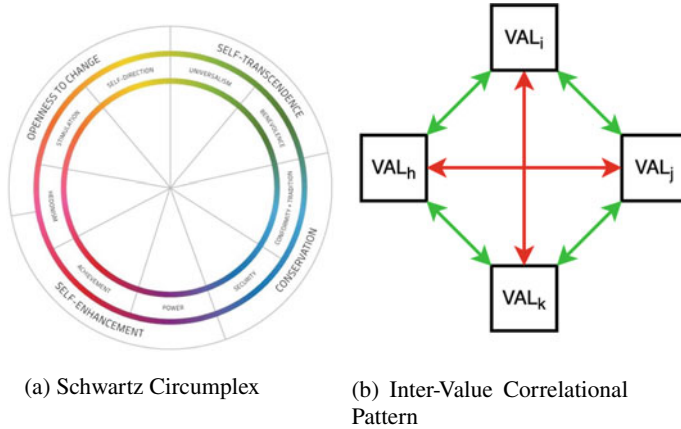 OPENNESS TO CHANGE
SELF-TRANSCENDENCE
SELF-DIRECTION
UNIVERSALISM
STIMULATION
BENEVOLENCE
HEDONISM
CONFORMITY + TRADITION
ACHIEVEMENT
POWER
SECURITY
SELF-ENHANCEMENT
CONSERVATION
VALi
VALh
VALj
VALk
(a) Schwartz Circumplex
(b) Inter-Value Correlational
Pattern